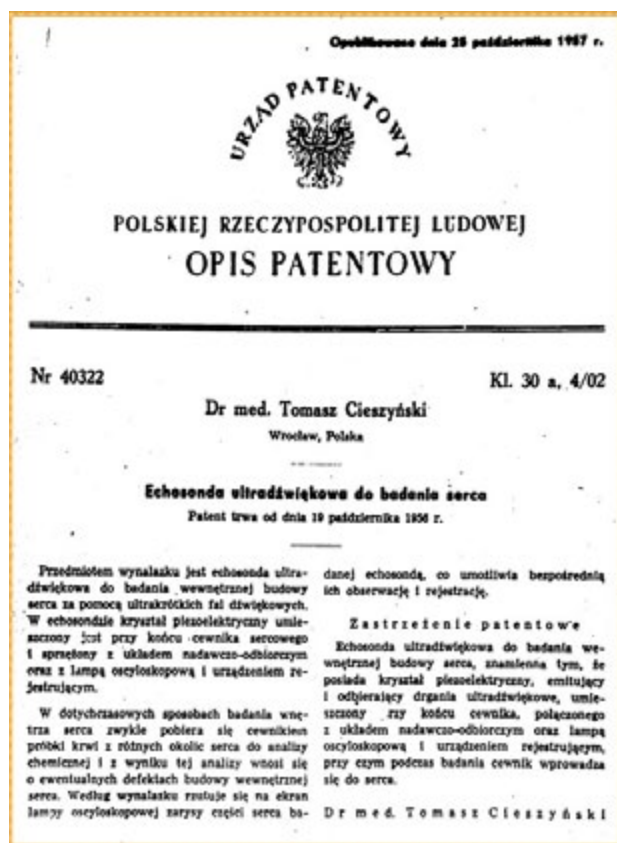 Opublikowano dnia 25 października 1957 r.
URZĄD PATENTOWY
POLSKIEJ RZECZYPOSPOLITEJ LUDOWEJ
OPIS PATENTOWY
Nr 40322
Kl. 30 a, 4/02
Dr med. Tomasz Cieszyński
Wrocław, Polska
Echosonda ultradźwiękowa do badania serca
Patent trwa od dnia 19 października 1956 r.
Przedmiotem wynalazku jest echosonda ultra-
dźwiękowa do badania wewnętrznej budowy
serca za pomocą ultrakrótkich fal dźwiękowych.
W echosondzie kryształ piezoelektryczny umie-
szczony jest przy końcu cewnika sercowego
i sprzężony z układem nadawczo-odbiorczym
oraz z lampą oscyloskopową i urządzeniem re-
jestrującym.
W dotychczasowych sposobach badania wnę-
trza serca zwykle pobiera się cewnikiem
próbki krwi z różnych okolic serca do analizy
chemicznej i z wyniku tej analizy wnosi się
o ewentualnych defektach budowy wewnętrznej
serca. Według wynalazku rzutuje się na ekran
lampy oscyloskopowej zarysy części serca ba-
danej echosondą, co umożliwia bezpośrednią
ich obserwację i rejestrację.
Zastrzeżenie patentowe
Echosonda ultradźwiękowa do badania we-
wnętrznej budowy serca, znamienna tym, że
posiada kryształ piezoelektryczny, emitujący
i odbierający drgania ultradźwiękowe, umie-
szczony rzy końcu cewnika, połączonego
z układem nadawczo-odbiorczym oraz lampą
oscyloskopową i urządzeniem rejestrującym,
przy czym podczas badania cewnik wprowadza
się do serca.
Dr med. Tomasz Cieszyński